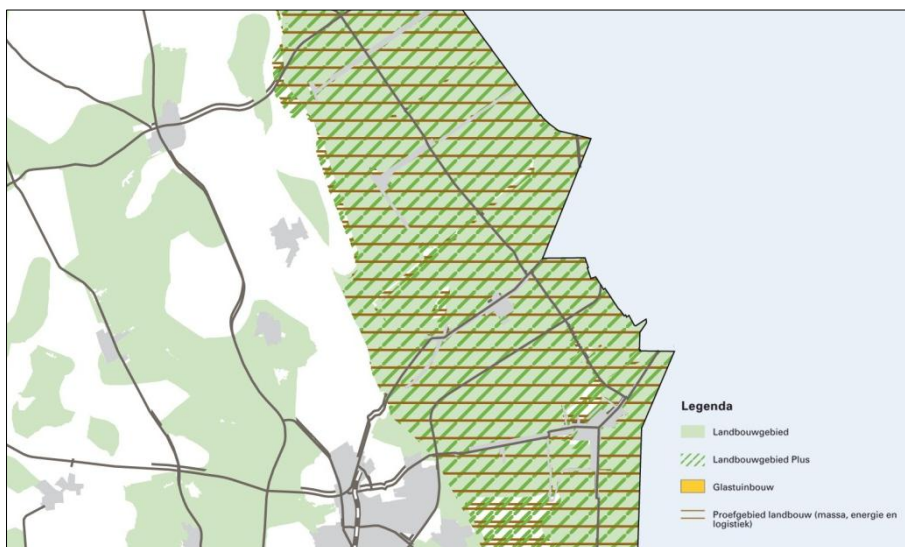 Legenda
Landbouwgebied
Landbouwgebied Plus
Glastuinbouw
Proefgebied landbouw (massa, energie en
logistiek)